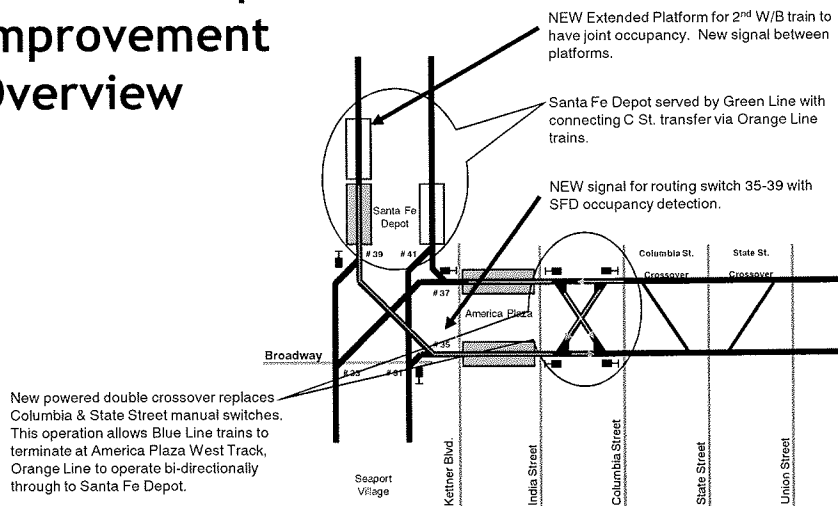 mprovement
verview
NEW Extended Platform for 2nd W/B train to
have joint occupancy. New signal between
platforms.
Santa Fe Depot served by Green Line with
connecting C St. transfer via Orange Line
trains.
NEW signal for routing switch 35-39 with
SFD occupancy detection.
Santa Fe
Depot
# 39
# 41
Columbia St.
Crossover
State St.
Crossover
# 37
America Plaza
# 35
Broadway
# 33
# 31
New powered double crossover replaces
Columbia & State Street manual switches.
This operation allows Blue Line trains to
terminate at America Plaza West Track,
Orange Line to operate bi-directionally
through to Santa Fe Depot.
Seaport
Village
Kettner Blvd.
India Street
Columbia Street
State Street
Union Street